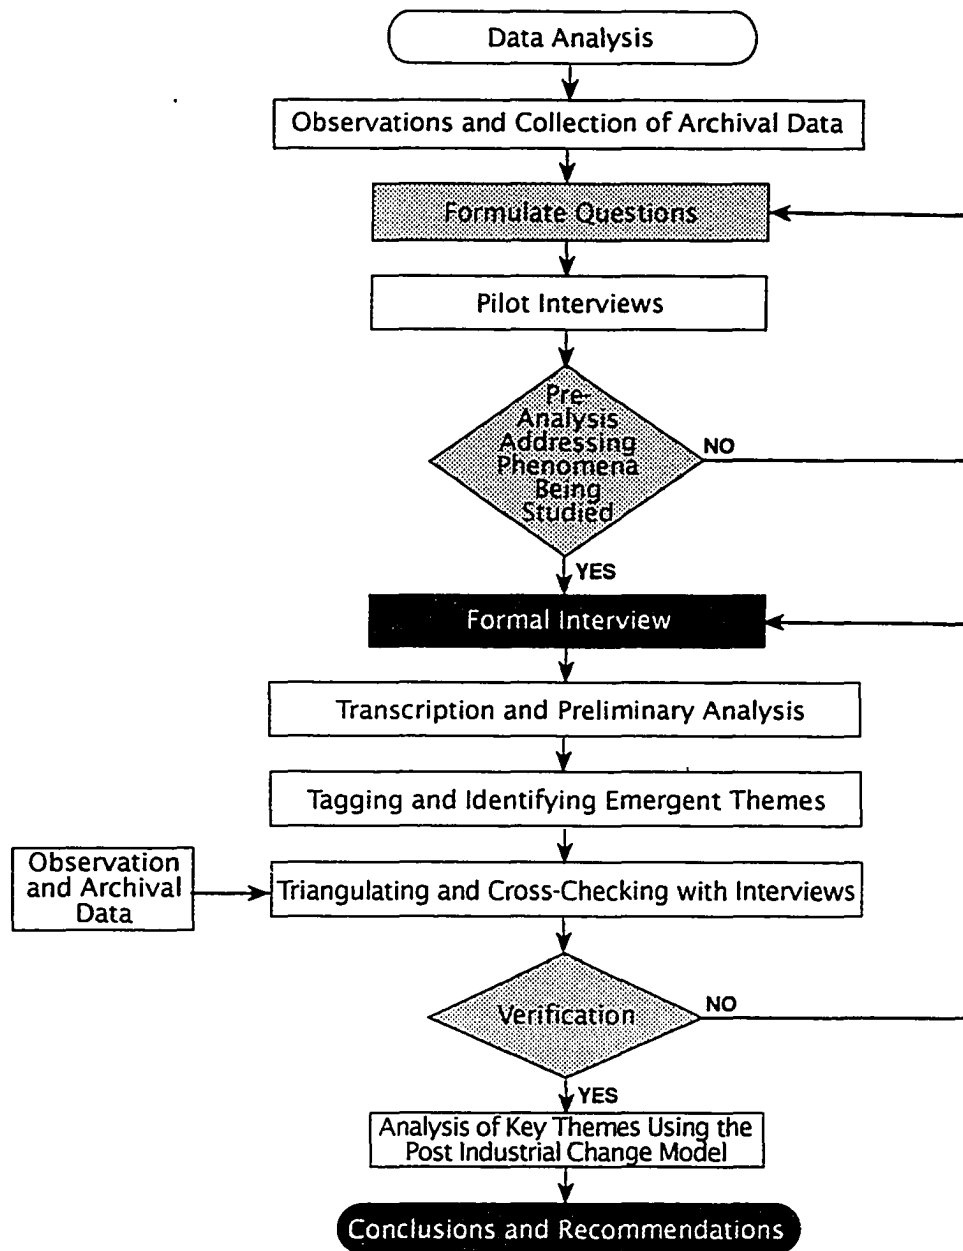 Data Analysis
Observations and Collection of Archival Data
Formulate Questions
Pilot Interviews
Pre-
Analysis
Addressing
Phenomena
Being
Studied
NO
YES
Formal Interview
Transcription and Preliminary Analysis
Tagging and Identifying Emergent Themes
Observation
and Archival
Data
Triangulating and Cross-Checking with Interviews
Verification
NO
YES
Analysis of Key Themes Using the
Post Industrial Change Model
Conclusions and Recommendations